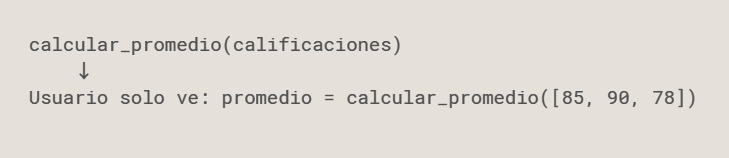 calcular_promedio(calificaciones)
↓
Usuario solo ve: promedio = calcular_promedio([85, 90, 78])